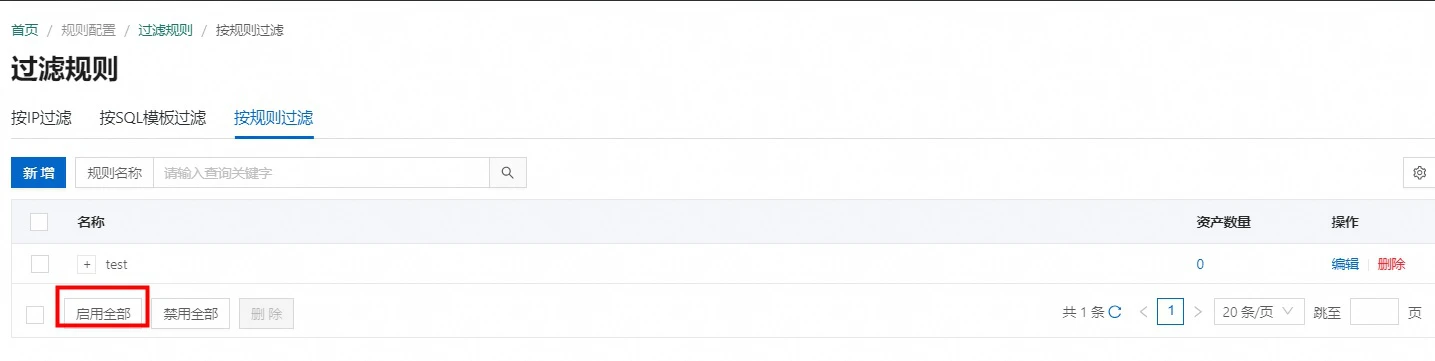 首页 / 规则配置 / 过滤规则 / 按规则过滤
过滤规则
按IP过滤 按SQL模板过滤 按规则过滤
新 增 规则名称 请输入查询关键字
名称 资产数量 操作
+ test 0 编辑 删除
启用全部 禁用全部 删 除 共 1 条 < 1 > 20 条/页 跳至 页